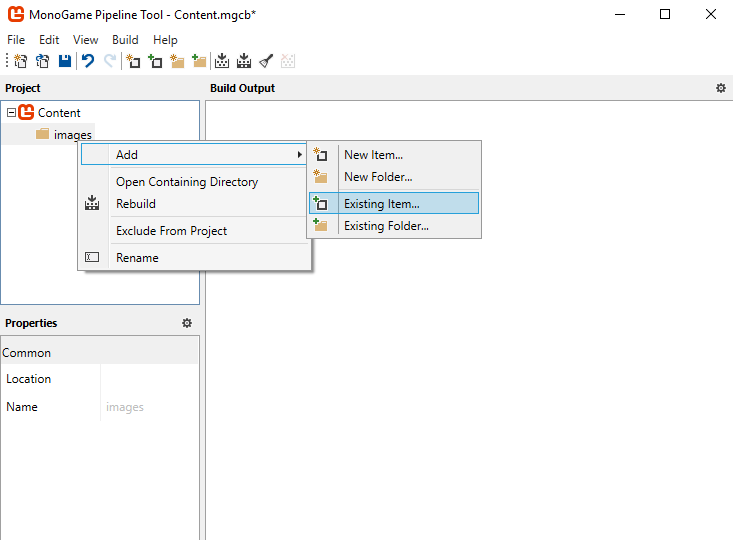 MonoGame Pipeline Tool - Content.mgcb*
File Edit View Build Help
Project
Build Output
Content
images
Add
New Item...
New Folder...
Open Containing Directory
Rebuild
Existing Item...
Existing Folder...
Exclude From Project
Rename
Properties
Common
Location
Name images